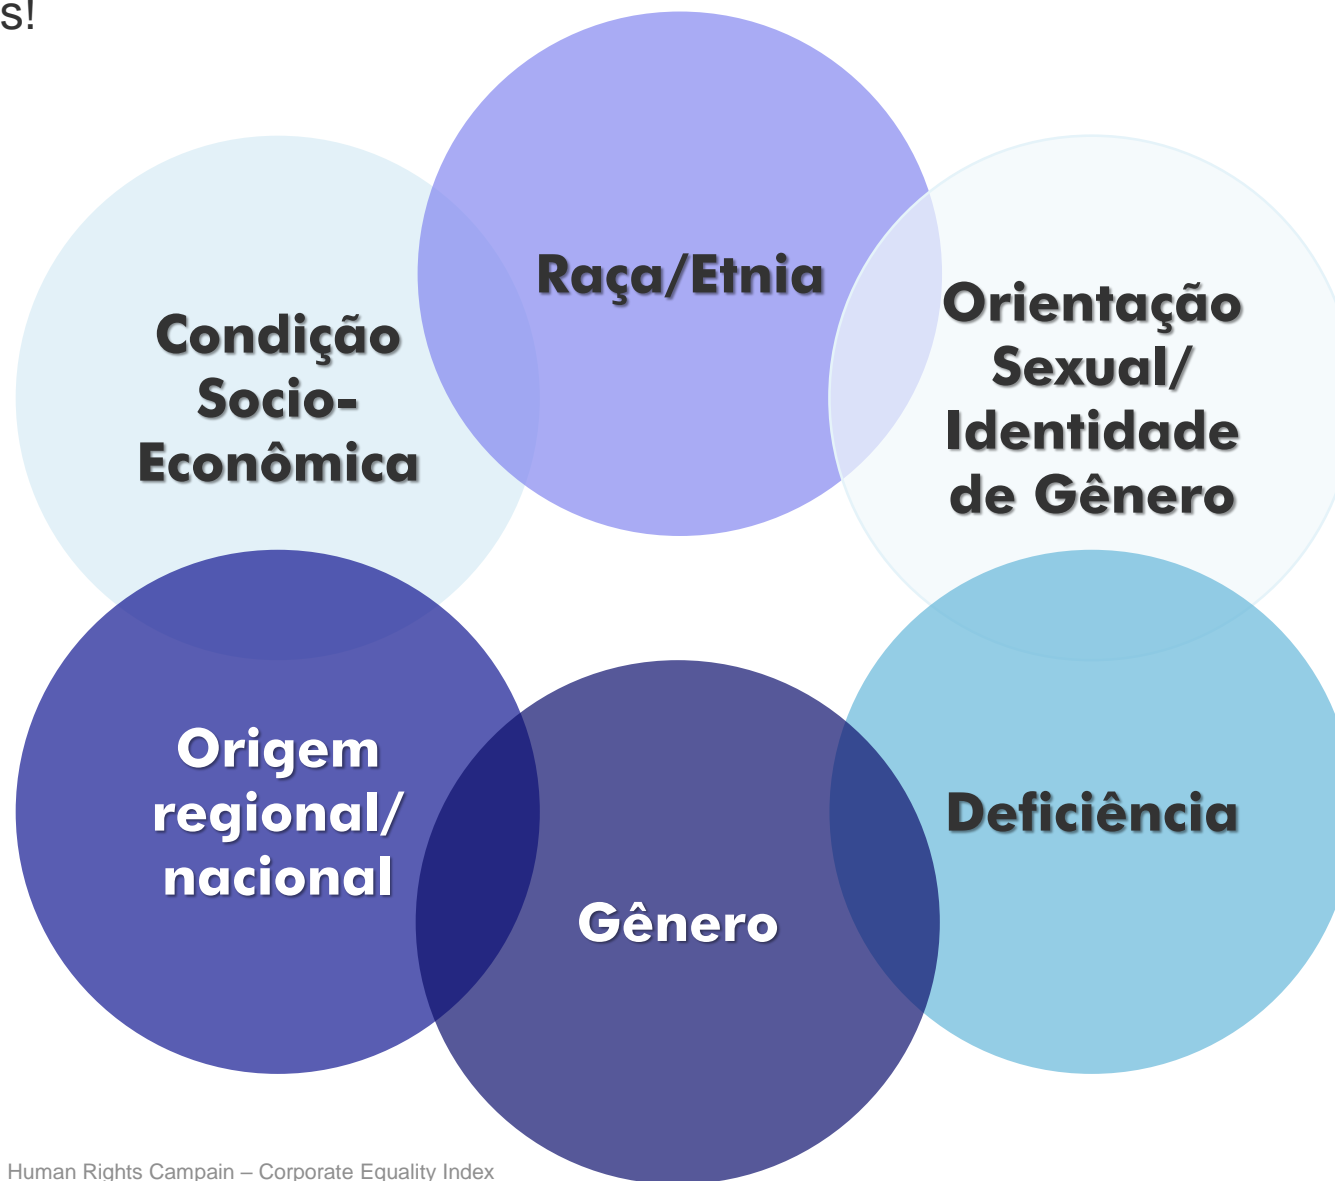 s!
Raça/Etnia
Condição
Socio-
Econômica
Orientação
Sexual/
Identidade
de Gênero
Origem
regional/
nacional
Gênero
Deficiência
Human Rights Campain – Corporate Equality Index